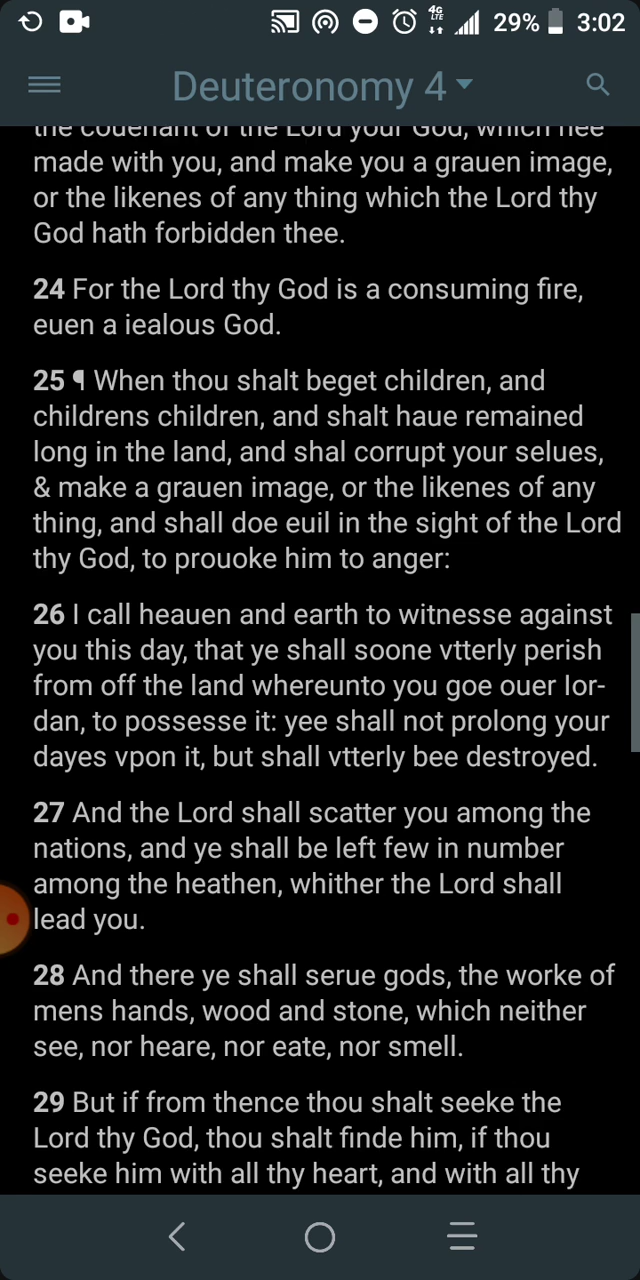 4G
LTE
29%
3:02
Deuteronomy 4
the couenant of the Lord your God, which hee
made with you, and make you a grauen image,
or the likenes of any thing which the Lord thy
God hath forbidden thee.
24 For the Lord thy God is a consuming fire,
euen a iealous God.
25 ¶ When thou shalt beget children, and
childrens children, and shalt haue remained
long in the land, and shal corrupt your selues,
& make a grauen image, or the likenes of any
thing, and shall doe euil in the sight of the Lord
thy God, to prouoke him to anger:
26 I call heauen and earth to witnesse against
you this day, that ye shall soone vtterly perish
from off the land whereunto you goe ouer Ior-
dan, to possesse it: yee shall not prolong your
dayes vpon it, but shall vtterly bee destroyed.
27 And the Lord shall scatter you among the
nations, and ye shall be left few in number
among the heathen, whither the Lord shall
lead you.
28 And there ye shall serue gods, the worke of
mens hands, wood and stone, which neither
see, nor heare, nor eate, nor smell.
29 But if from thence thou shalt seeke the
Lord thy God, thou shalt finde him, if thou
seeke him with all thy heart, and with all thy